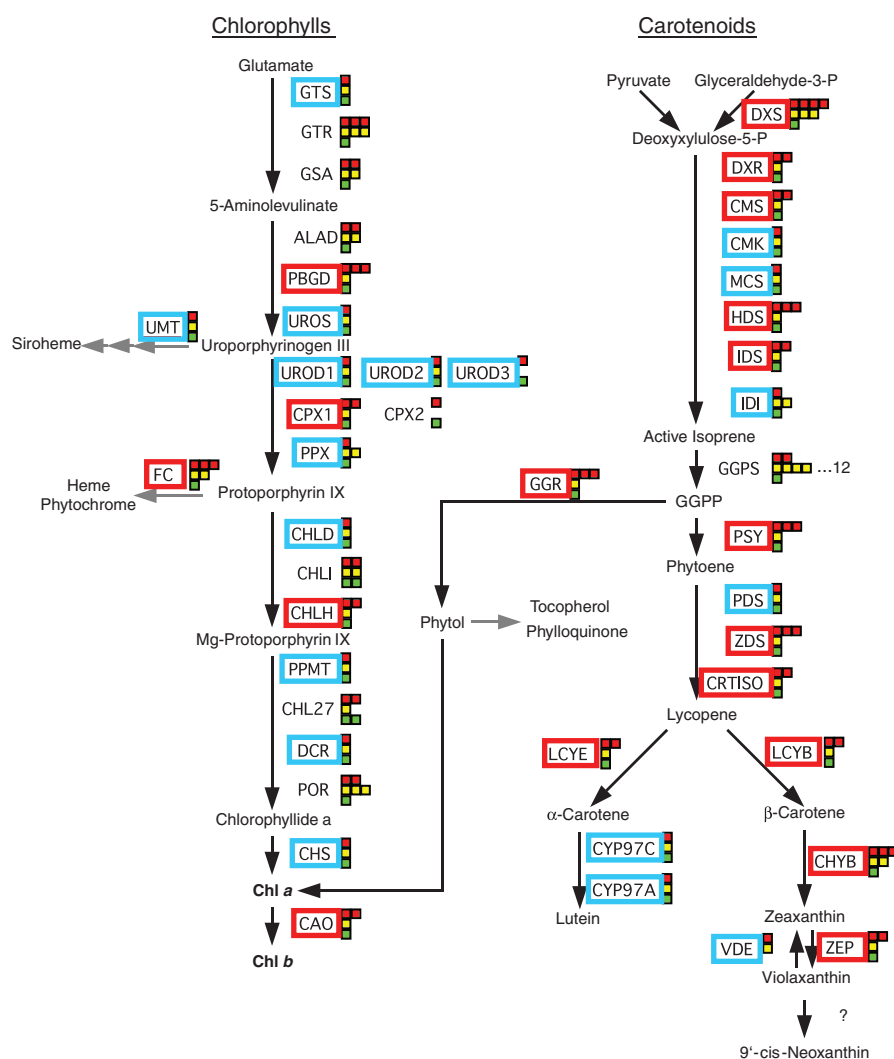 Chlorophylls
Carotenoids
Glutamate
GTS
GTR
GSA
5-Aminolevulinate
ALAD
PBGD
UROS
UMT
Siroheme
Uroporphyrinogen III
UROD1
UROD2
UROD3
CPX1
CPX2
PPX
FC
Heme
Phytochrome
Protoporphyrin IX
CHLD
CHLI
CHLH
Mg-Protoporphyrin IX
PPMT
CHL27
DCR
POR
Chlorophyllide a
CHS
Chl a
CAO
Chl b
Pyruvate
Glyceraldehyde-3-P
DXS
Deoxyxylulose-5-P
DXR
CMS
CMK
MCS
HDS
IDS
IDI
Active Isoprene
GGPS
...12
GGR
GGPP
PSY
Phytoene
PDS
Phytol
Tocopherol
Phylloquinone
ZDS
CRTISO
Lycopene
LCYE
LCYB
α-Carotene
β-Carotene
CYP97C
CHYB
CYP97A
Lutein
Zeaxanthin
VDE
ZEP
Violaxanthin
?
9'-cis-Neoxanthin